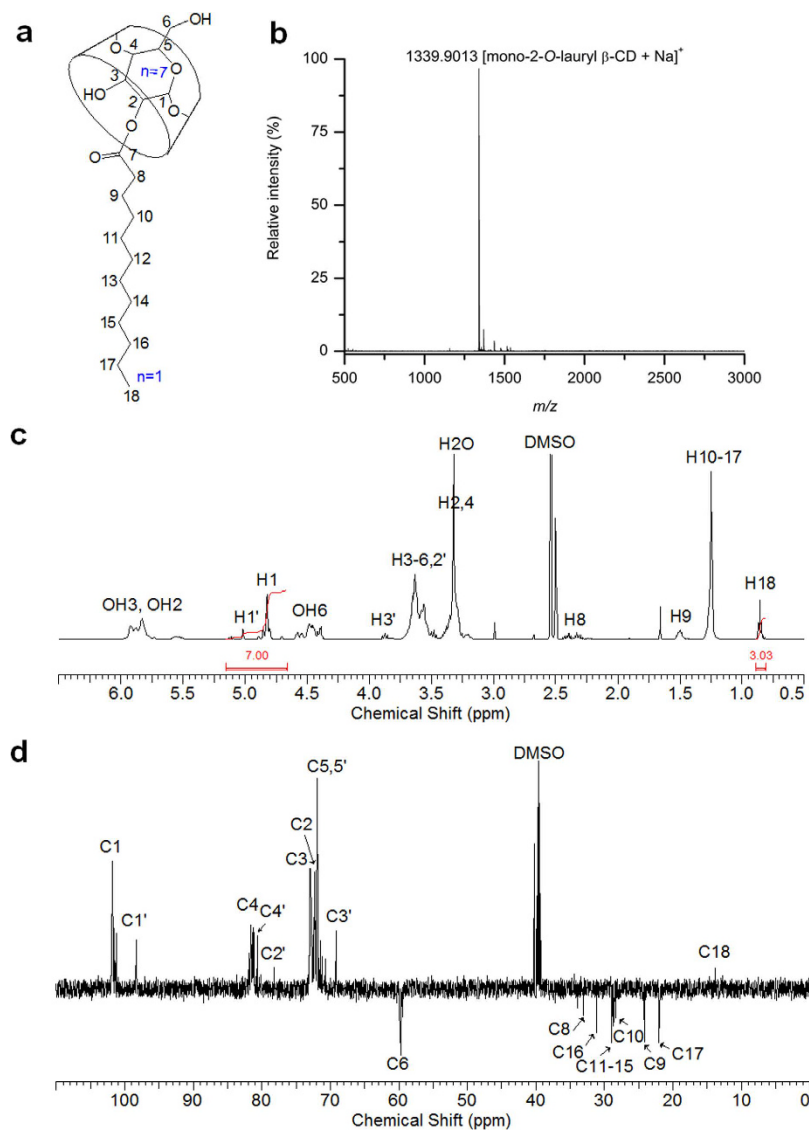 a
6
OH
4
5
O
n=7
O
3
HO
2
1
O
O
7
O
8
9
10
11
12
13
14
15
16
17
n=1
18
b
1339.9013 [mono-2-O-lauryl β-CD + Na]+
100
75
50
25
0
Relative intensity (%)
500 1000 1500 2000 2500 3000
m/z
c
H2O
DMSO
H10-17
H2,4
H3-6,2'
OH3, OH2
H1
H18
H1'
OH6
H3'
H8
H9
7.00
3.03
6.0 5.5 5.0 4.5 4.0 3.5 3.0 2.5 2.0 1.5 1.0 0.5
Chemical Shift (ppm)
d
DMSO
C5,5'
C2
C1
C3
C4
C4'
C3'
C1'
C2'
C18
C8
C10
C16
C17
C11-15
C9
C6
100 90 80 70 60 50 40 30 20 10 0
Chemical Shift (ppm)